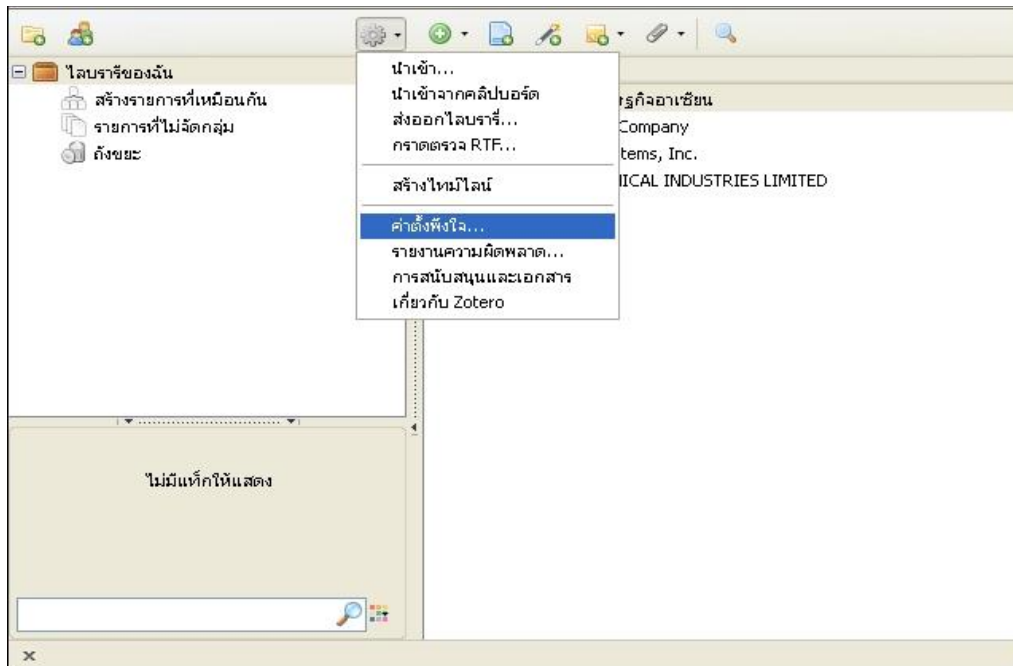 ไลบรารีของฉัน
สร้างรายการที่เหมือนกัน
รายการที่ไม่จัดกลุ่ม
ถังขยะ
นำเข้า...
นำเข้าจากคลิปบอร์ด
ส่งออกไลบรารี่...
กราดตรวจ RTF...
สร้างไทม์ไลน์
ค่าตั้งพึงใจ...
รายงานความผิดพลาด...
การสนับสนุนและเอกสาร
เกี่ยวกับ Zotero
รฐกิจอาเซียน
Company
tems, Inc.
ICAL INDUSTRIES LIMITED
ไม่มีแท็กให้แสดง